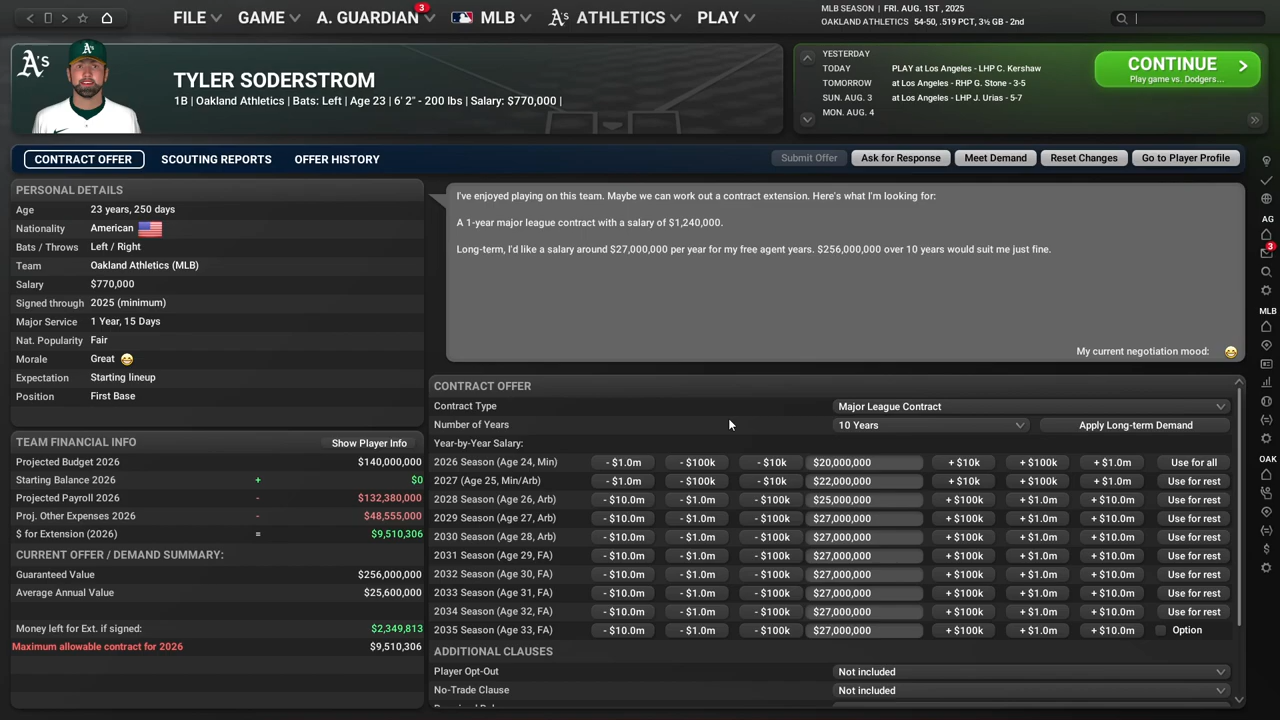 FILE GAME A. GUARDIAN 3 MLB A's ATHLETICS PLAY
MLB SEASON | FRI. AUG. 1ST , 2025
OAKLAND ATHLETICS 54-50, .519 PCT, 3½ GB - 2nd
A's
TYLER SODERSTROM
1B | Oakland Athletics | Bats: Left | Age 23 | 6' 2" - 200 lbs | Salary: $770,000 |
YESTERDAY
TODAY PLAY at Los Angeles - LHP C. Kershaw
TOMORROW at Los Angeles - RHP G. Stone - 3-5
SUN. AUG. 3 at Los Angeles - LHP J. Urias - 5-7
MON. AUG. 4
CONTINUE
Play game vs. Dodgers...
CONTRACT OFFER SCOUTING REPORTS OFFER HISTORY
Submit Offer Ask for Response Meet Demand Reset Changes Go to Player Profile
PERSONAL DETAILS
Age 23 years, 250 days
Nationality American
Bats / Throws Left / Right
Team Oakland Athletics (MLB)
Salary $770,000
Signed through 2025 (minimum)
Major Service 1 Year, 15 Days
Nat. Popularity Fair
Morale Great
Expectation Starting lineup
Position First Base
TEAM FINANCIAL INFO Show Player Info
Projected Budget 2026 $140,000,000
Starting Balance 2026 + $0
Projected Payroll 2026 - $132,380,000
Proj. Other Expenses 2026 - $48,555,000
$ for Extension (2026) = $9,510,306
CURRENT OFFER / DEMAND SUMMARY:
Guaranteed Value $256,000,000
Average Annual Value $25,600,000
Money left for Ext. if signed: $2,349,813
Maximum allowable contract for 2026 $9,510,306
I've enjoyed playing on this team. Maybe we can work out a contract extension. Here's what I'm looking for:
A 1-year major league contract with a salary of $1,240,000.
Long-term, I'd like a salary around $27,000,000 per year for my free agent years. $256,000,000 over 10 years would suit me just fine.
My current negotiation mood:
CONTRACT OFFER
Contract Type Major League Contract
Number of Years 10 Years Apply Long-term Demand
Year-by-Year Salary:
2026 Season (Age 24, Min) - $1.0m - $100k - $10k $20,000,000 + $10k + $100k + $1.0m Use for all
2027 (Age 25, Min/Arb) - $1.0m - $100k - $10k $22,000,000 + $10k + $100k + $1.0m Use for rest
2028 Season (Age 26, Arb) - $10.0m - $1.0m - $100k $25,000,000 + $100k + $1.0m + $10.0m Use for rest
2029 Season (Age 27, Arb) - $10.0m - $1.0m - $100k $27,000,000 + $100k + $1.0m + $10.0m Use for rest
2030 Season (Age 28, Arb) - $10.0m - $1.0m - $100k $27,000,000 + $100k + $1.0m + $10.0m Use for rest
2031 Season (Age 29, FA) - $10.0m - $1.0m - $100k $27,000,000 + $100k + $1.0m + $10.0m Use for rest
2032 Season (Age 30, FA) - $10.0m - $1.0m - $100k $27,000,000 + $100k + $1.0m + $10.0m Use for rest
2033 Season (Age 31, FA) - $10.0m - $1.0m - $100k $27,000,000 + $100k + $1.0m + $10.0m Use for rest
2034 Season (Age 32, FA) - $10.0m - $1.0m - $100k $27,000,000 + $100k + $1.0m + $10.0m Use for rest
2035 Season (Age 33, FA) - $10.0m - $1.0m - $100k $27,000,000 + $100k + $1.0m + $10.0m Option
ADDITIONAL CLAUSES
Player Opt-Out Not included
No-Trade Clause Not included
AG
3
MLB
OAK